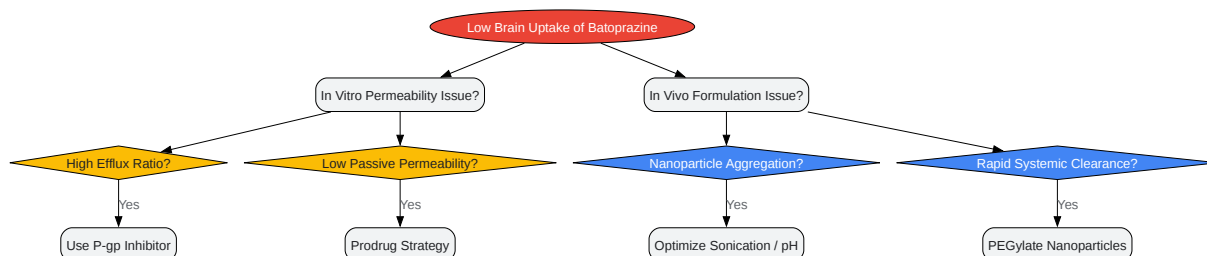 Low Brain Uptake of Batoprazine
In Vitro Permeability Issue?
In Vivo Formulation Issue?
High Efflux Ratio?
Low Passive Permeability?
Nanoparticle Aggregation?
Rapid Systemic Clearance?
Yes
Yes
Yes
Yes
Use P-gp Inhibitor
Prodrug Strategy
Optimize Sonication / pH
PEGylate Nanoparticles